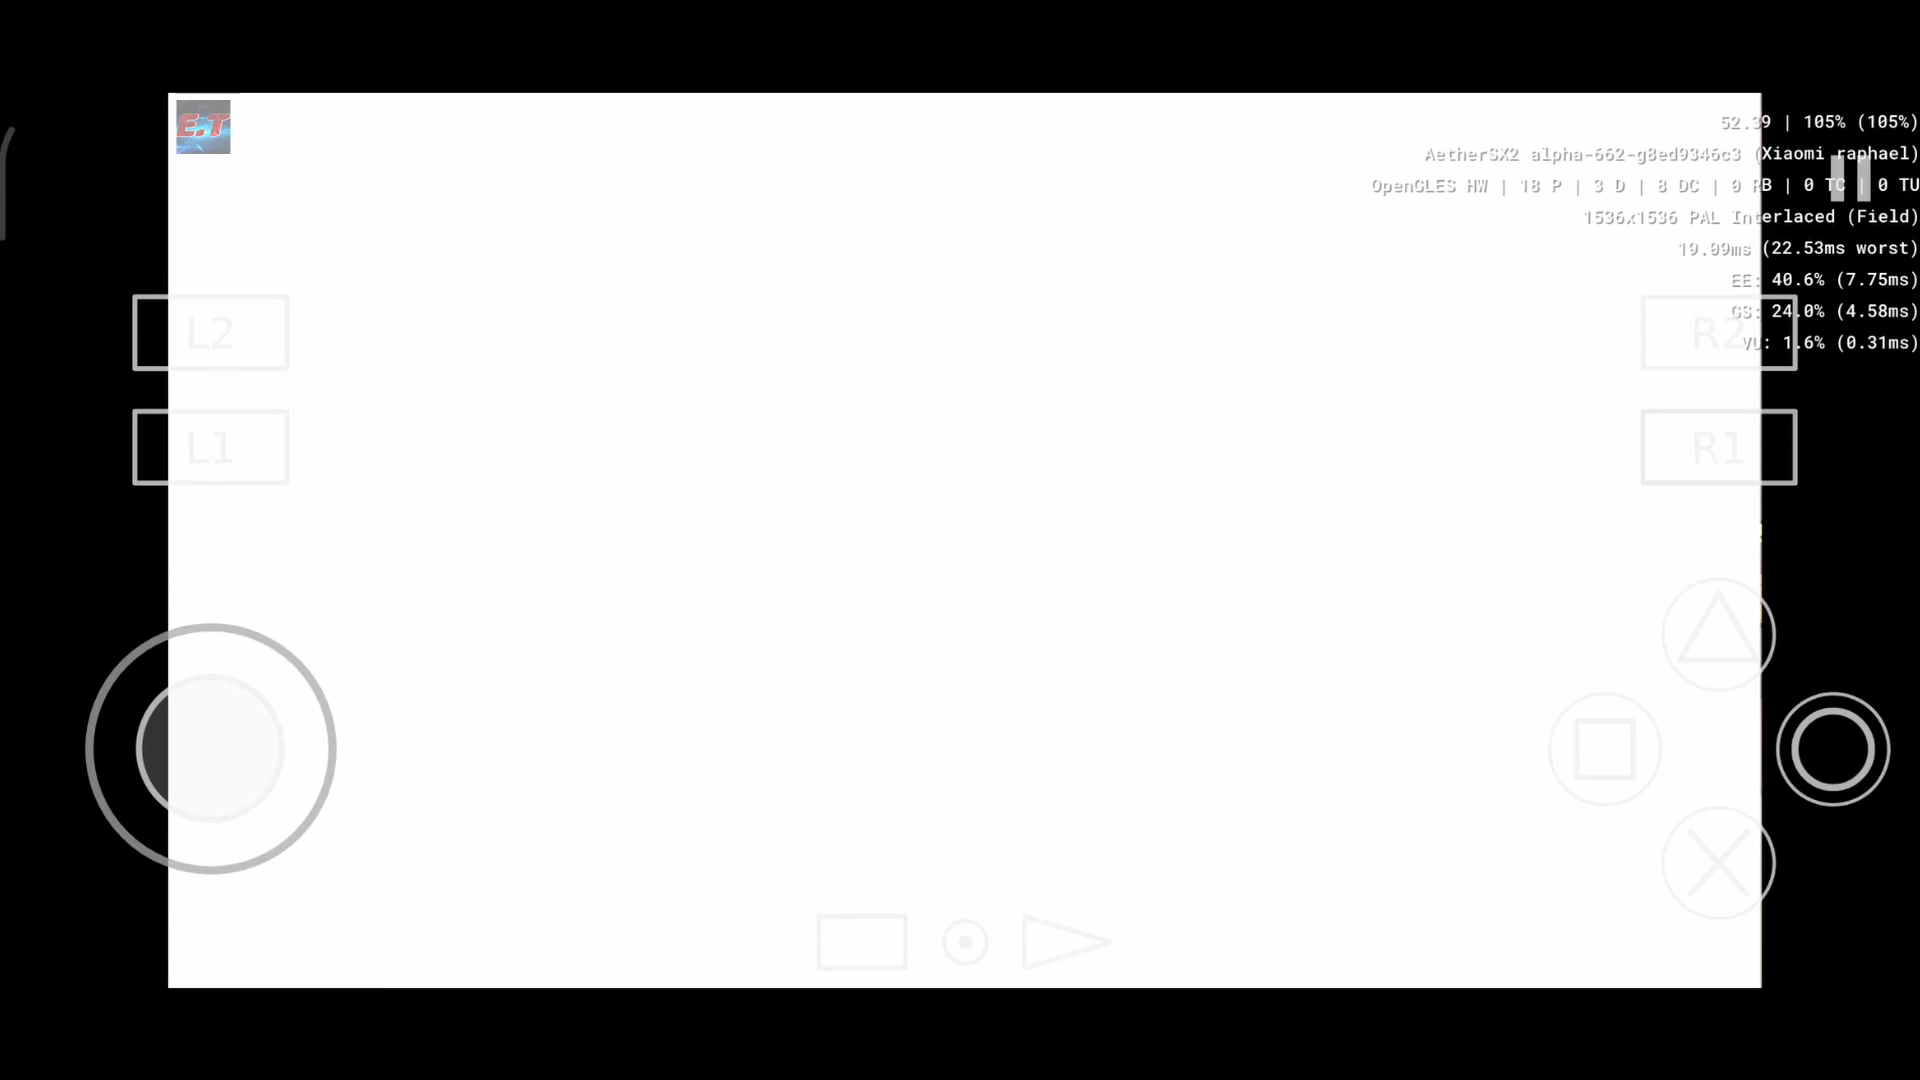 E.T
52.39 | 105% (105%)
AetherSX2 alpha-662-g8ed9346c3 (Xiaomi raphael)
OpenGLES HW | 18 P | 3 D | 8 DC | 0 RB | 0 TC | 0 TU
1536x1536 PAL Interlaced (Field)
19.09ms (22.53ms worst)
EE: 40.6% (7.75ms)
GS: 24.0% (4.58ms)
VU: 1.6% (0.31ms)
L2
R2
L1
R1